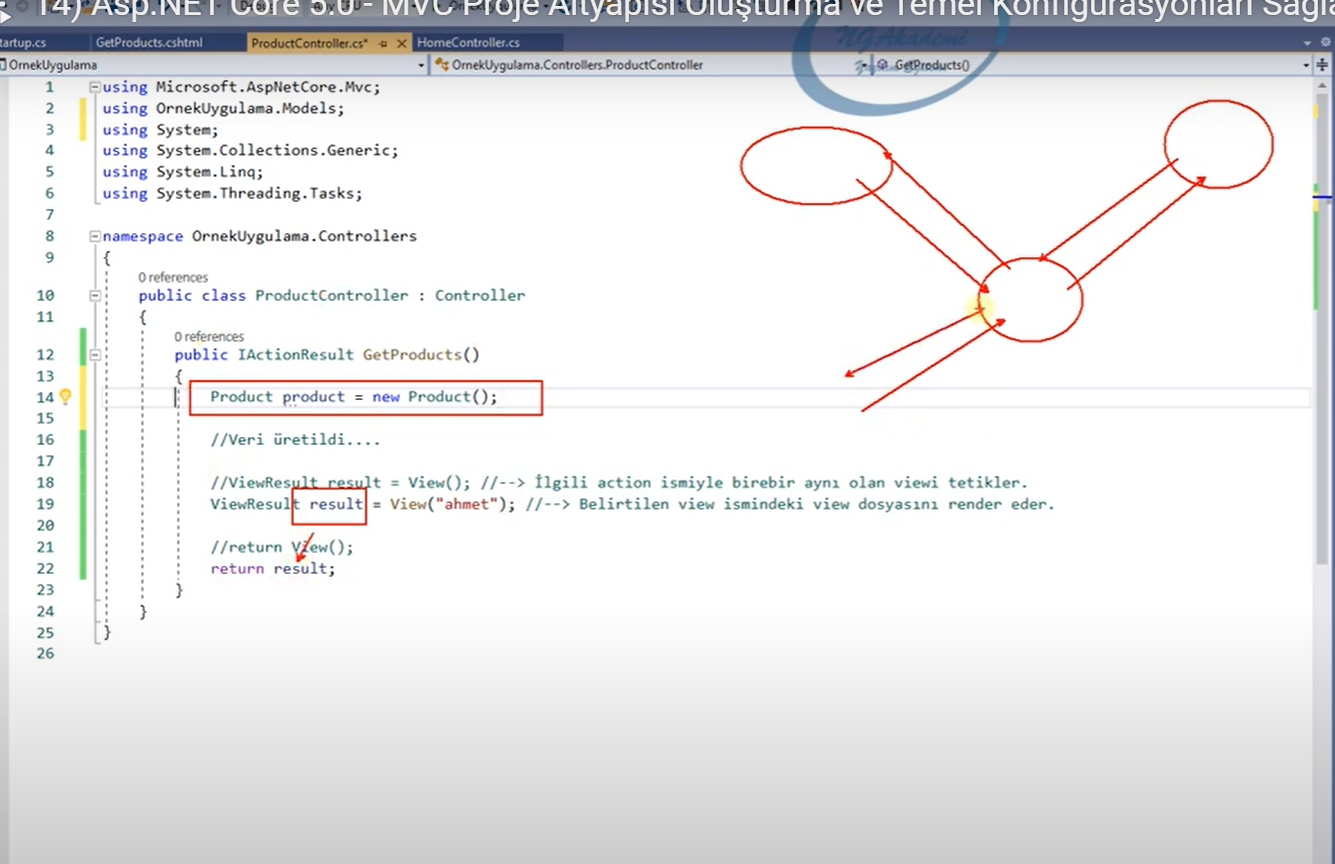 14) Asp.NET Core 5.0 - MVC Proje Altyapısı Oluşturma ve Temel Konfigürasyonları Sağla
tartup.cs GetProducts.cshtml ProductController.cs* HomeController.cs
NGAkademi
OrnekUygulama OrnekUygulama.Controllers.ProductController GetProducts()
1 using Microsoft.AspNetCore.Mvc;
2 using OrnekUygulama.Models;
3 using System;
4 using System.Collections.Generic;
5 using System.Linq;
6 using System.Threading.Tasks;
7
8 namespace OrnekUygulama.Controllers
9 {
0 references
10 public class ProductController : Controller
11 {
0 references
12 public IActionResult GetProducts()
13 {
14 Product product = new Product();
15
16 //Veri üretildi....
17
18 //ViewResult result = View(); //--> İlgili action ismiyle birebir aynı olan viewi tetikler.
19 ViewResult result = View("ahmet"); //--> Belirtilen view ismindeki view dosyasını render eder.
20
21 //return View();
22 return result;
23 }
24 }
25 }
26